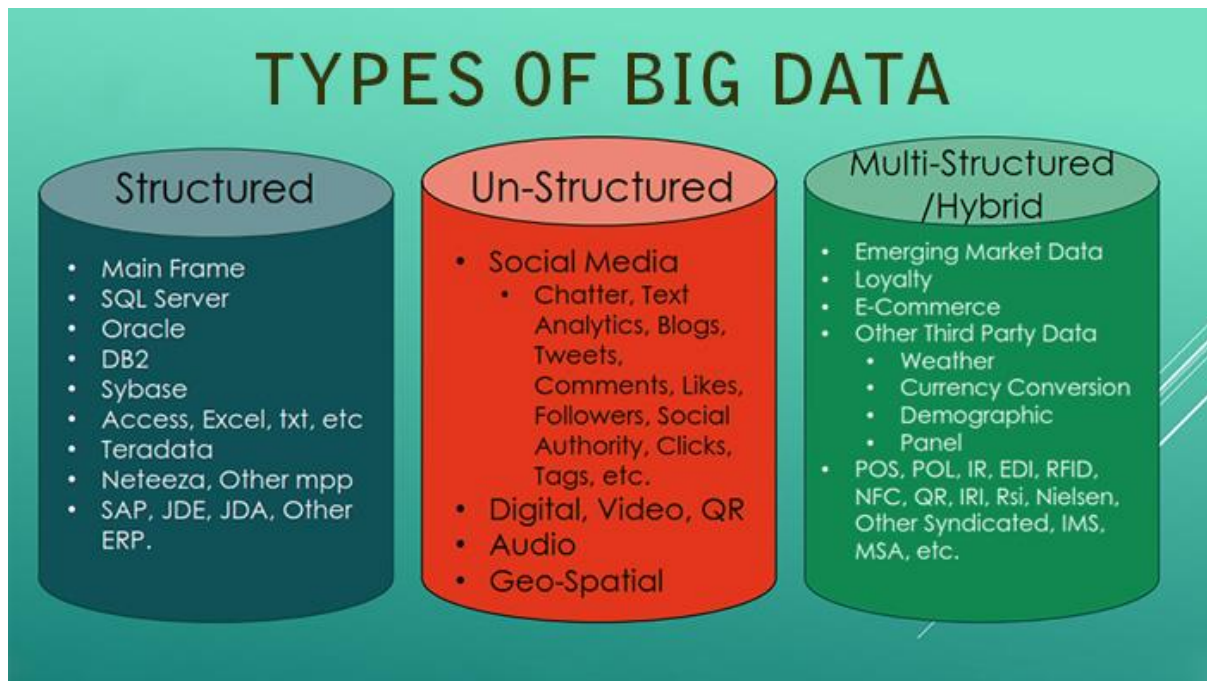 TYPES OF BIG DATA
Structured
• Main Frame
• SQL Server
• Oracle
• DB2
• Sybase
• Access, Excel, txt, etc
• Teradata
• Neteeza, Other mpp
• SAP, JDE, JDA, Other
ERP.
Un-Structured
• Social Media
• Chatter, Text
Analytics, Blogs,
Tweets,
Comments, Likes,
Followers, Social
Authority, Clicks,
Tags, etc.
• Digital, Video, QR
• Audio
• Geo-Spatial
Multi-Structured
/Hybrid
• Emerging Market Data
• Loyalty
• E-Commerce
• Other Third Party Data
• Weather
• Currency Conversion
• Demographic
• Panel
• POS, POL, IR, EDI, RFID,
NFC, QR, IRI, Rsi, Nielsen,
Other Syndicated, IMS,
MSA, etc.